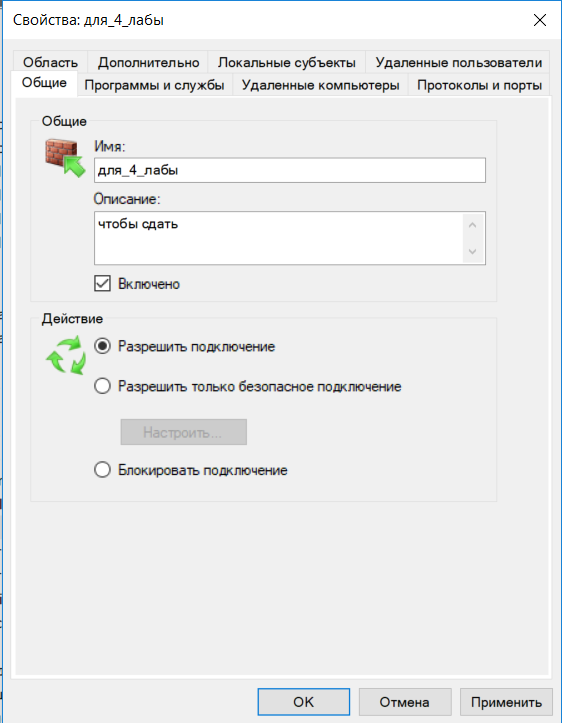 Свойства: для_4_лабы
Область Дополнительно Локальные субъекты Удаленные пользователи
Общие Программы и службы Удаленные компьютеры Протоколы и порты
Общие
Имя:
для_4_лабы
Описание:
чтобы сдать
Включено
Действие
Разрешить подключение
Разрешить только безопасное подключение
Настроить...
Блокировать подключение
OK Отмена Применить